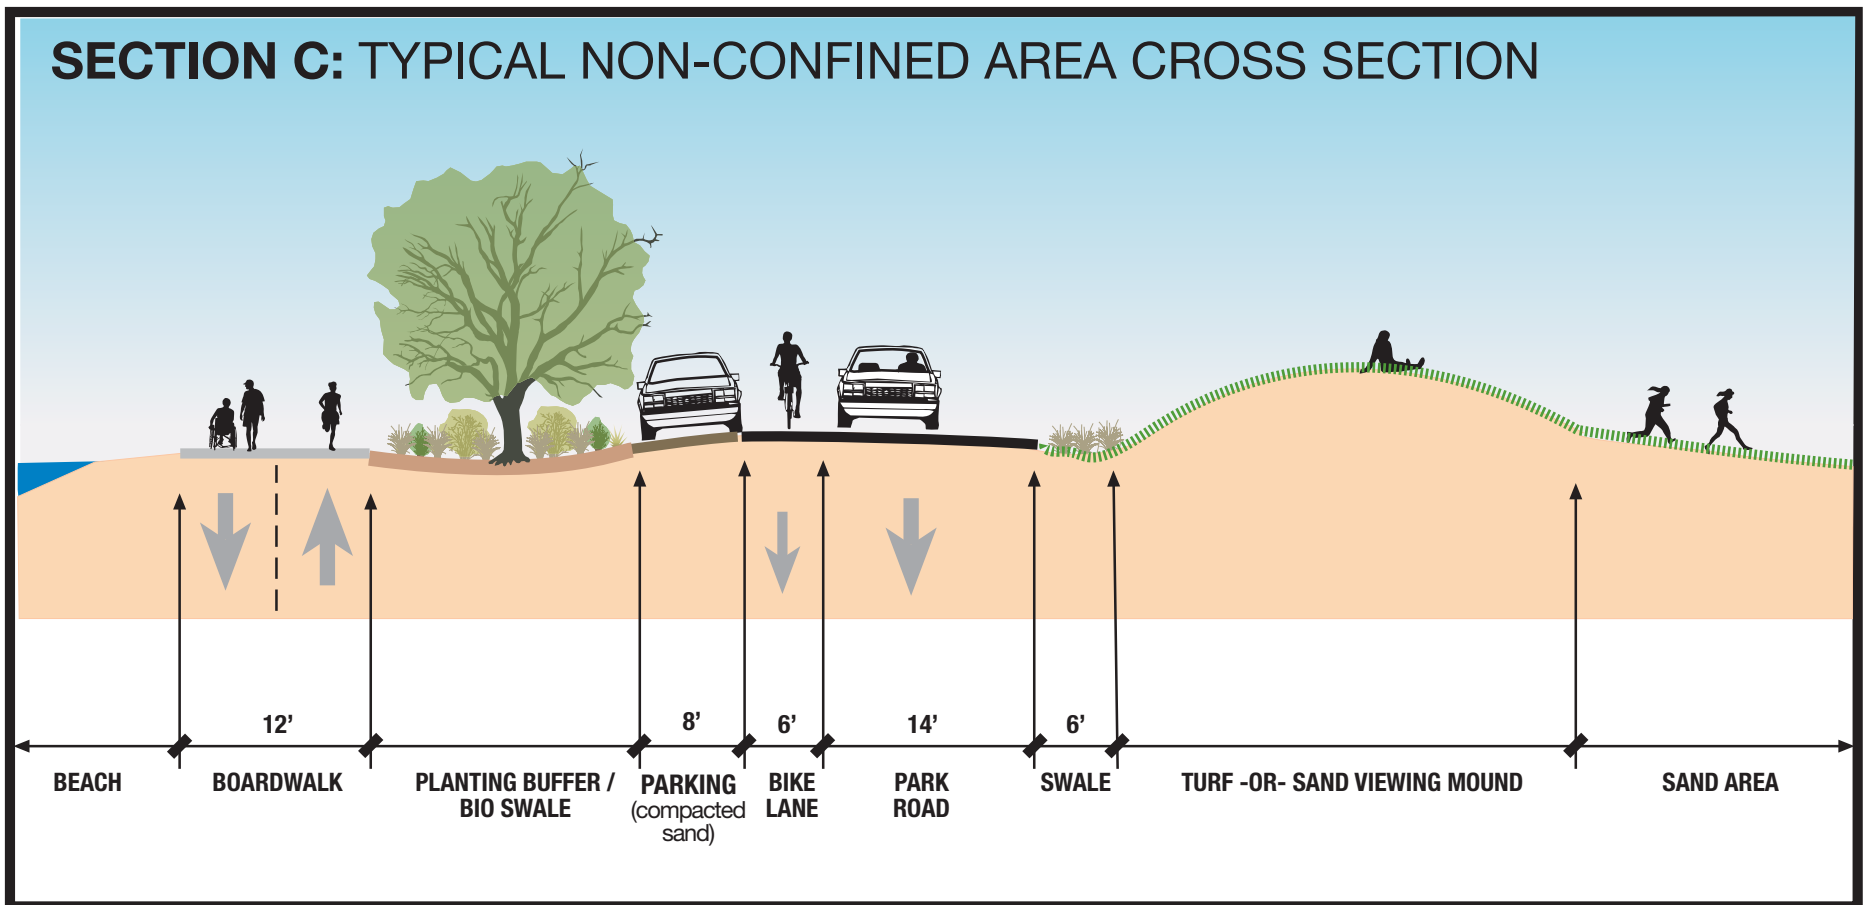 SECTION C: TYPICAL NON-CONFINED AREA CROSS SECTION
12’
8’
6’
14’
6’
BEACH
BOARDWALK
PLANTING BUFFER /
BIO SWALE
PARKING
(compacted
sand)
BIKE
LANE
PARK
ROAD
SWALE
TURF -OR- SAND VIEWING MOUND
SAND AREA